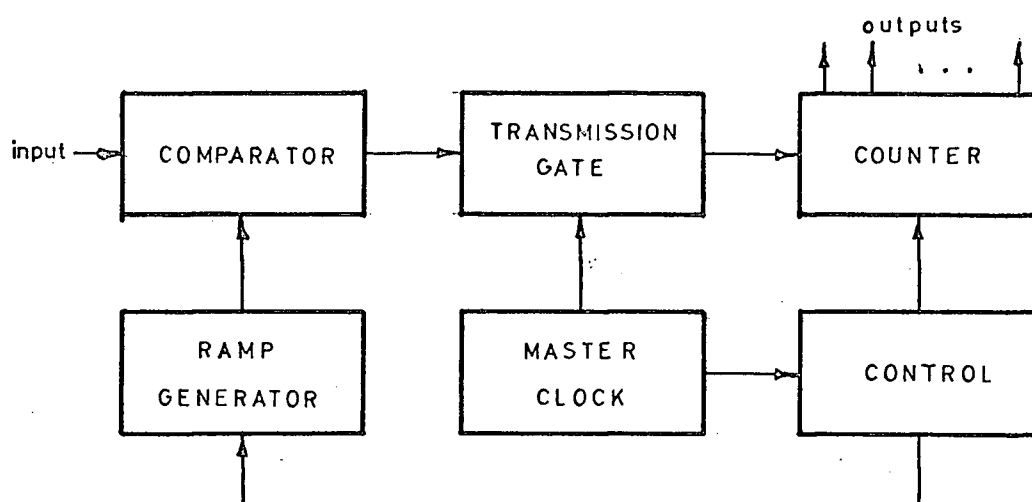 outputs
. . .
input
COMPARATOR
TRANSMISSION
GATE
COUNTER
RAMP
GENERATOR
MASTER
CLOCK
CONTROL